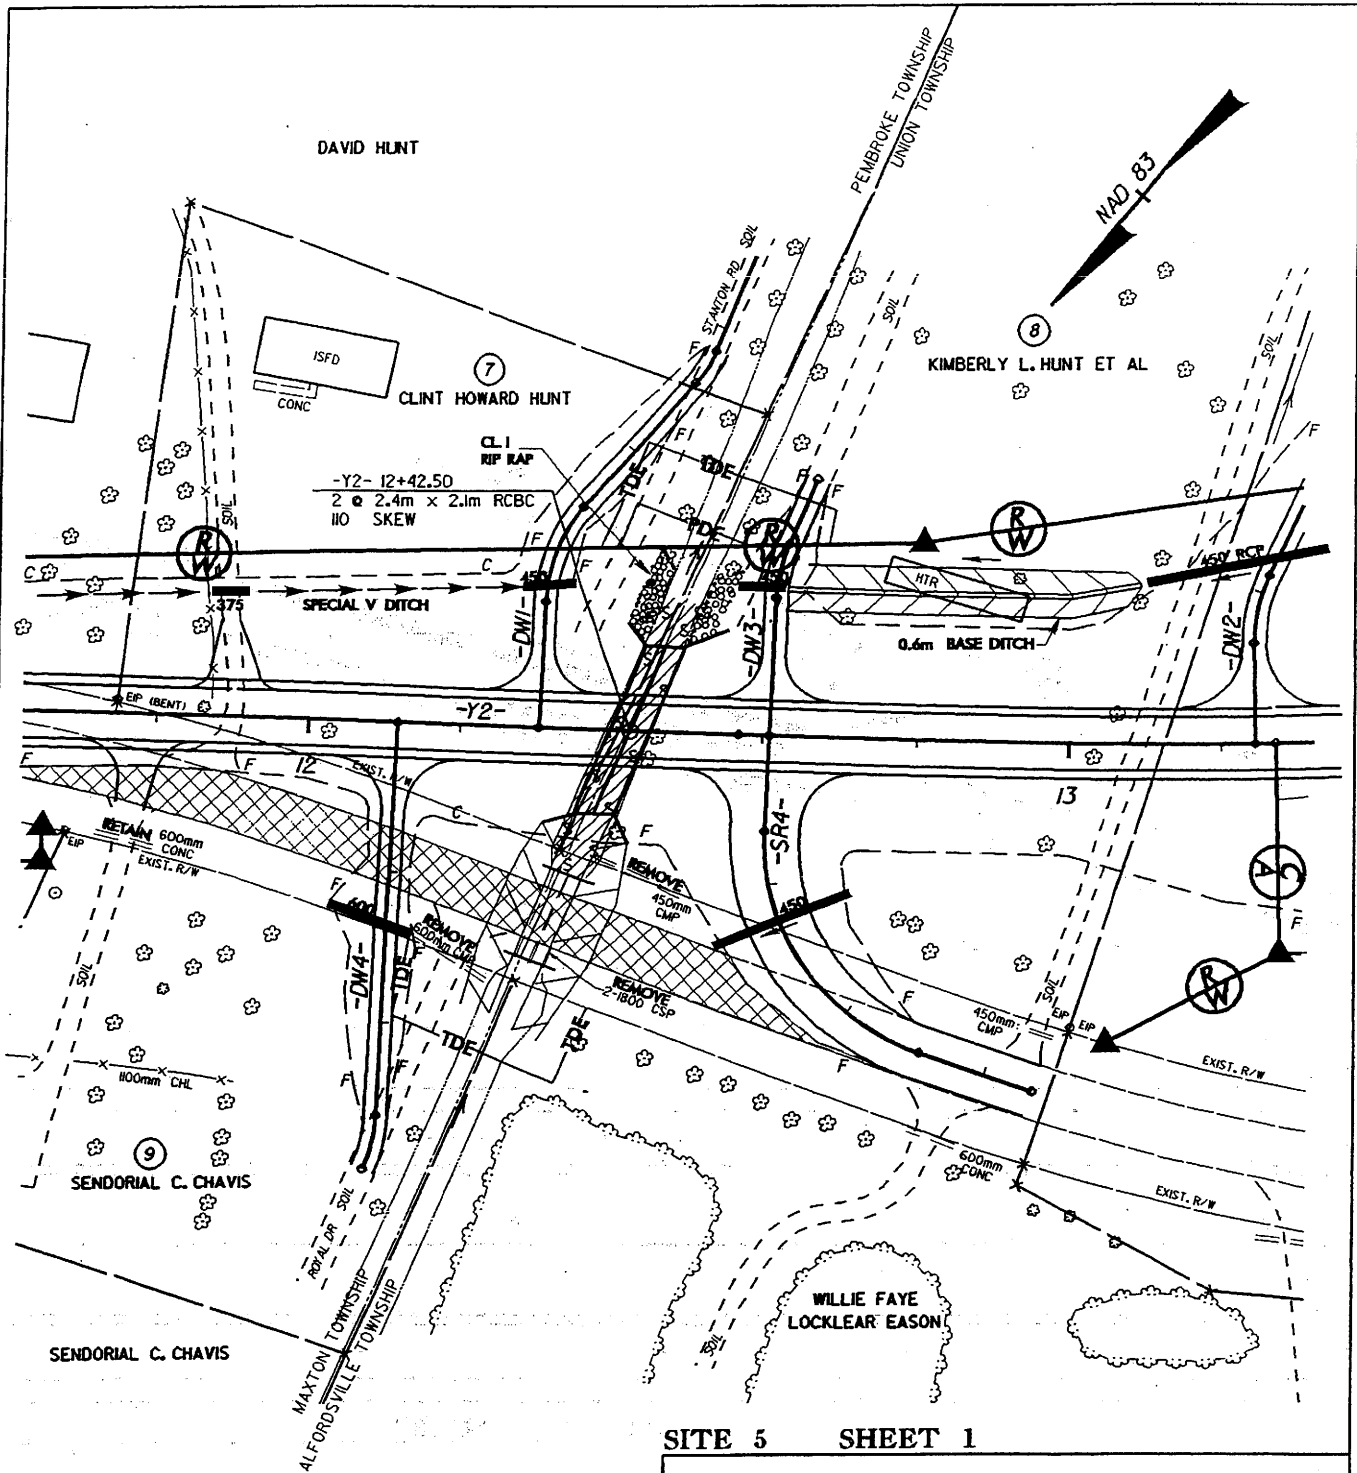 PEMBROKE TOWNSHIP
UNION TOWNSHIP
NAD 83
DAVID HUNT
STANTON RD
SOIL
SOIL
SOIL
8
KIMBERLY L. HUNT ET AL
ISFD
CONC
7
CLINT HOWARD HUNT
F
F
F
F
F
CL. I
RIP RAP
-Y2- 12+42.50
2 @ 2.4m x 2.1m RCBC
110 SKEW
TDE
TDE
PDE
R
W
R
W
R
W
SOIL
C
C
F
F
450
450
450 RCP
HTR
375
SPECIAL V DITCH
-DW1-
-DW3-
-DW2-
0.6m BASE DITCH
EIP (BENT)
-Y2-
12
13
F
F
EXIST. R/W
C
F
-SR4-
RETAIN 600mm
CONC
EIP
EXIST. R/W
REMOVE
450mm
CMP
C
A
F
600
450
F
REMOVE
600mm CMP
-DW4-
TDE
REMOVE
2-1800 CSP
SOIL
SOIL
R
W
F
450mm
CMP
EIP
EIP
TDE
TDE
F
F
F
F
EXIST. R/W
1100mm CHL
9
SENDORIAL C. CHAVIS
600mm
CONC
EXIST. R/W
ROYAL DR
SOIL
MAXTON TOWNSHIP
ALFORDSVILLE TOWNSHIP
WILLIE FAYE
LOCKLEAR EASON
SOIL
SENDORIAL C. CHAVIS
SITE 5 SHEET 1